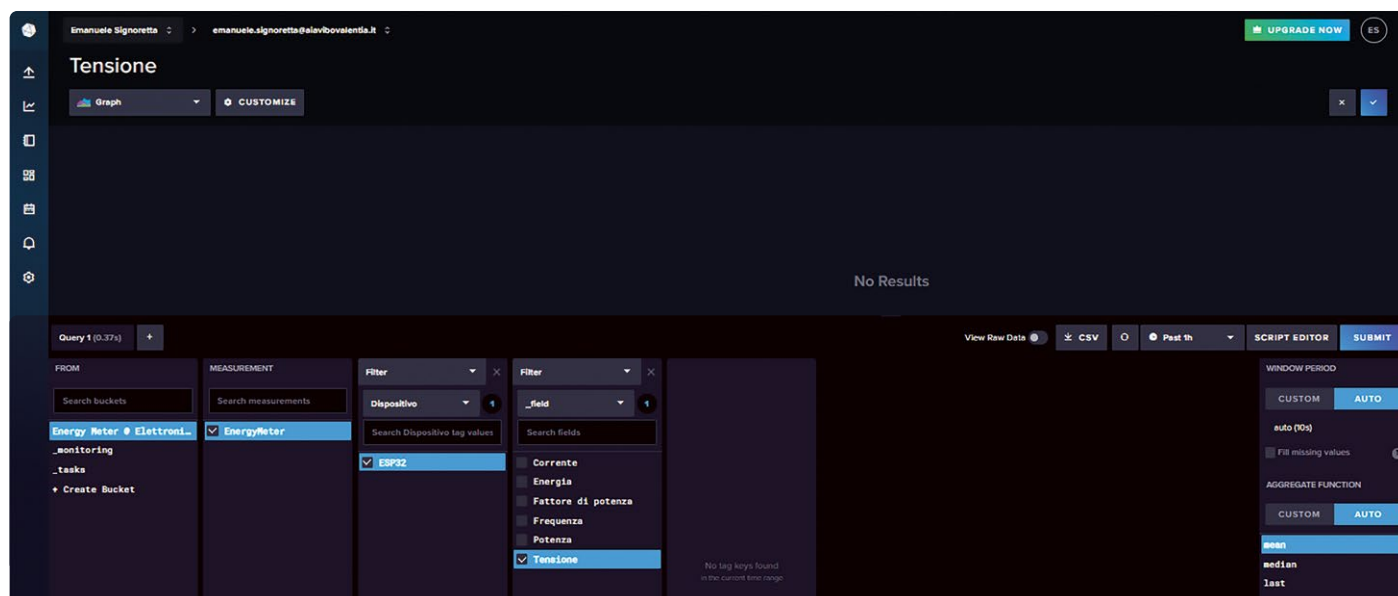 Emanuele Signoretta > emanuele.signoretta@aiavibovalentia.it
UPGRADE NOW
ES
Tensione
Graph
CUSTOMIZE
No Results
Query 1 (0.37s) +
View Raw Data
CSV
Past 1h
SCRIPT EDITOR
SUBMIT
FROM
Search buckets
Energy Meter @ Elettroni...
_monitoring
_tasks
+ Create Bucket
MEASUREMENT
Search measurements
EnergyMeter
Filter
Dispositivo 1
Search Dispositivo tag values
ESP32
Filter
_field 1
Search fields
Corrente
Energia
Fattore di potenza
Frequenza
Potenza
Tensione
No tag keys found
in the current time range
WINDOW PERIOD
CUSTOM AUTO
auto (10s)
Fill missing values
AGGREGATE FUNCTION
CUSTOM AUTO
mean
median
last